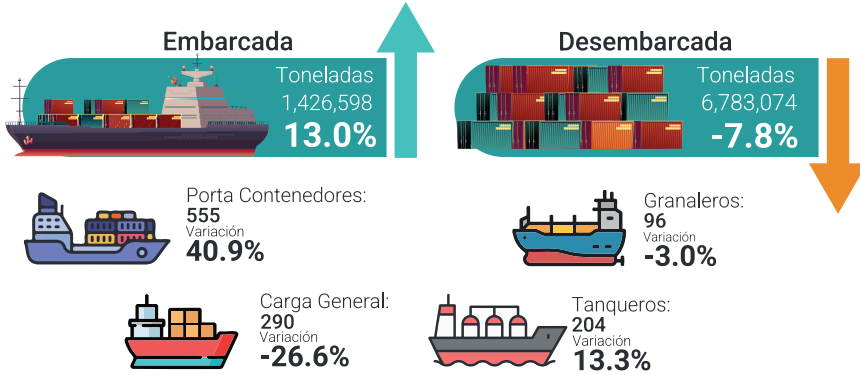 Embarcada
Toneladas
1,426,598
13.0%
Desembarcada
Toneladas
6,783,074
-7.8%
Porta Contenedores:
555
Variación
40.9%
Granaleros:
96
Variación
-3.0%
Carga General:
290
Variación
-26.6%
Tanqueros:
204
Variación
13.3%